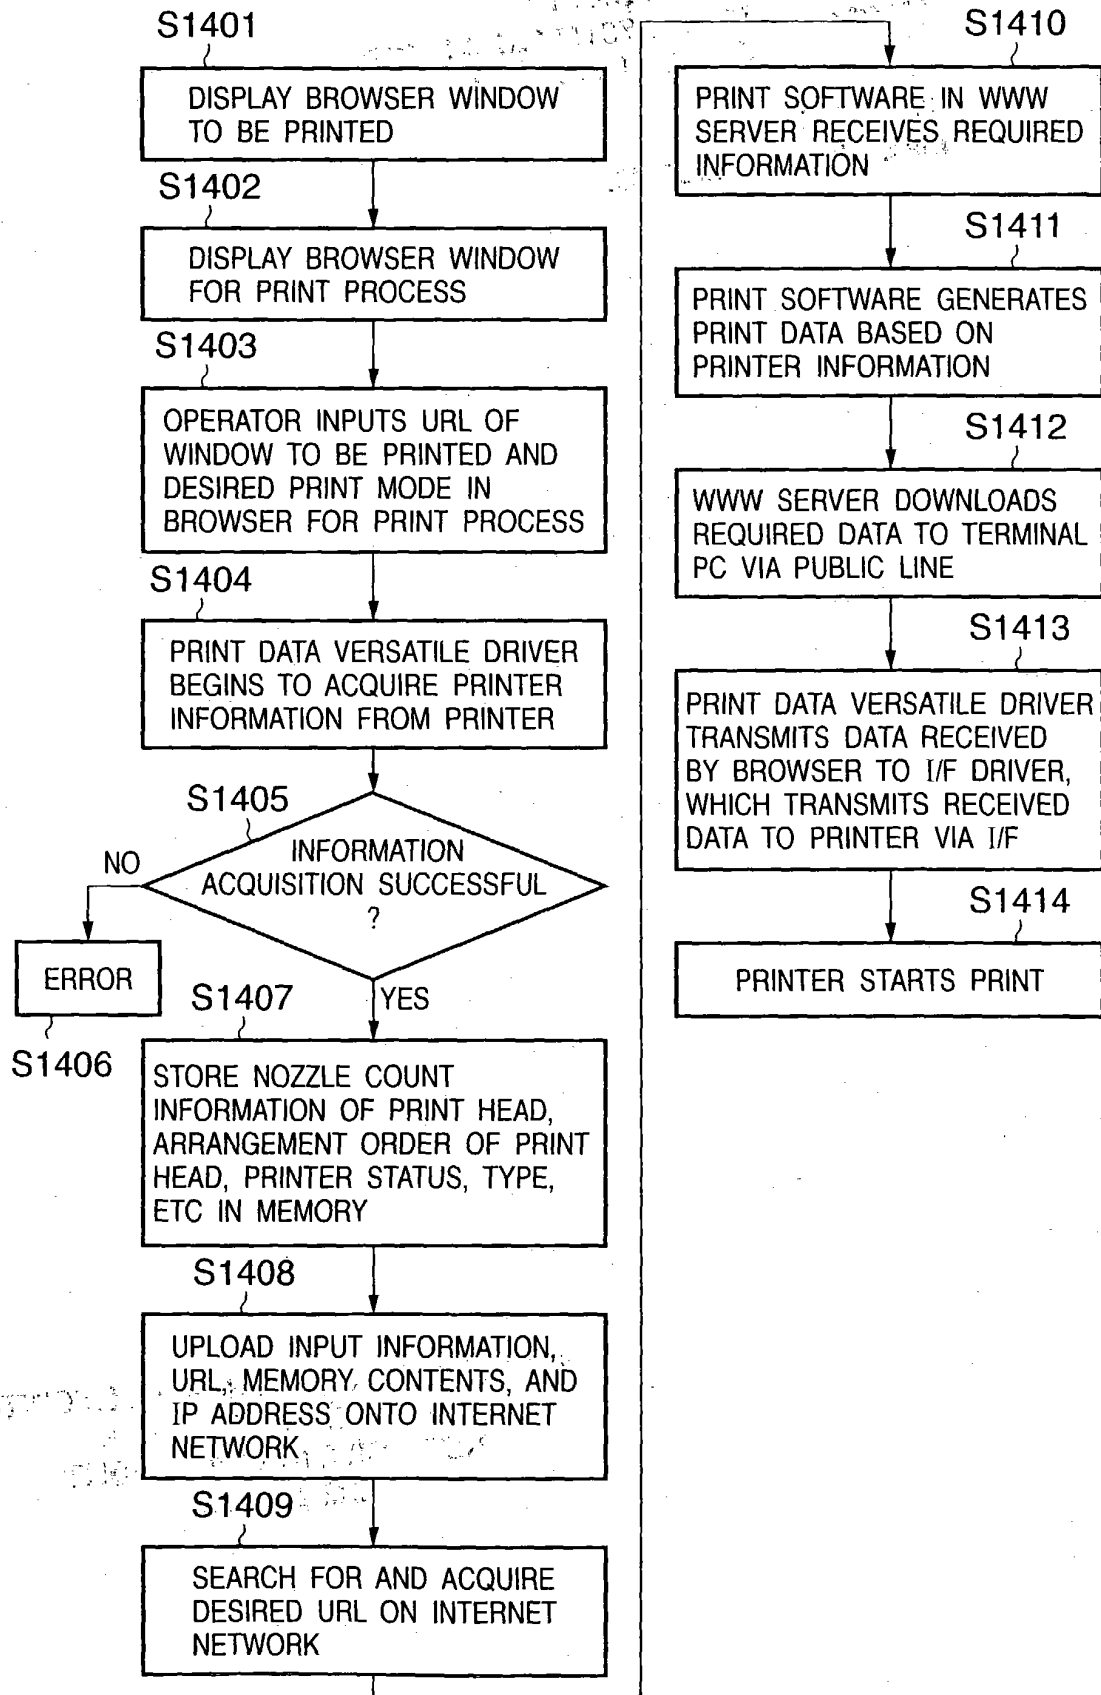 S1401
DISPLAY BROWSER WINDOW
TO BE PRINTED
S1402
DISPLAY BROWSER WINDOW
FOR PRINT PROCESS
S1403
OPERATOR INPUTS URL OF
WINDOW TO BE PRINTED AND
DESIRED PRINT MODE IN
BROWSER FOR PRINT PROCESS
S1404
PRINT DATA VERSATILE DRIVER
BEGINS TO ACQUIRE PRINTER
INFORMATION FROM PRINTER
S1405
INFORMATION
ACQUISITION SUCCESSFUL
?
NO
ERROR
S1406
YES
S1407
STORE NOZZLE COUNT
INFORMATION OF PRINT HEAD,
ARRANGEMENT ORDER OF PRINT
HEAD, PRINTER STATUS, TYPE,
ETC IN MEMORY
S1408
UPLOAD INPUT INFORMATION,
URL, MEMORY CONTENTS, AND
IP ADDRESS ONTO INTERNET
NETWORK
S1409
SEARCH FOR AND ACQUIRE
DESIRED URL ON INTERNET
NETWORK
S1410
PRINT SOFTWARE IN WWW
SERVER RECEIVES REQUIRED
INFORMATION
S1411
PRINT SOFTWARE GENERATES
PRINT DATA BASED ON
PRINTER INFORMATION
S1412
WWW SERVER DOWNLOADS
REQUIRED DATA TO TERMINAL
PC VIA PUBLIC LINE
S1413
PRINT DATA VERSATILE DRIVER
TRANSMITS DATA RECEIVED
BY BROWSER TO I/F DRIVER,
WHICH TRANSMITS RECEIVED
DATA TO PRINTER VIA I/F
S1414
PRINTER STARTS PRINT